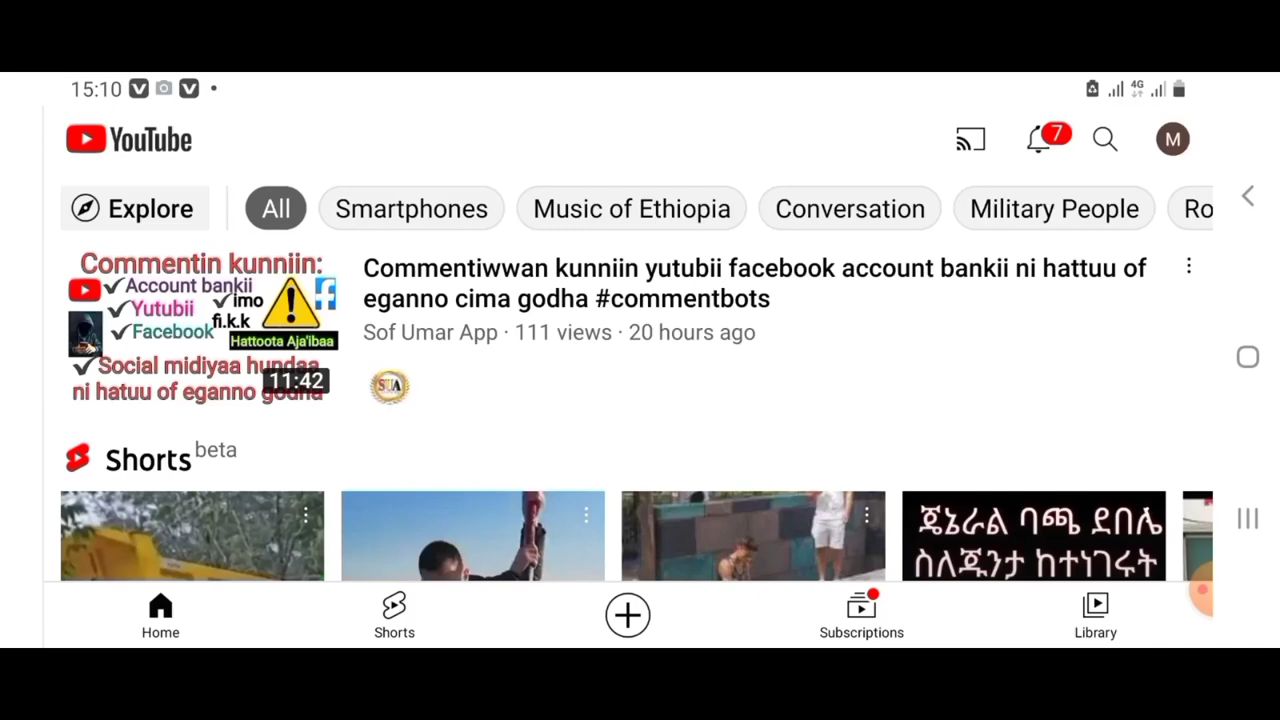 15:10
4G
YouTube
7
M
Explore
All
Smartphones
Music of Ethiopia
Conversation
Military People
Ro
Commentin kunniin:
Account bankii
Yutubii
imo
Facebook
fi.k.k
Hattoota Aja'ibaa
Social midiyaa hundaa
ni hatuu of eganno godha
11:42
Commentiwwan kunniin yutubii facebook account bankii ni hattuu of
eganno cima godha #commentbots
Sof Umar App · 111 views · 20 hours ago
SUA
Shorts beta
ጄኔራል ባጫ ደበሌ
ስለጁንታ ከተነገሩት
Home
Shorts
Subscriptions
Library